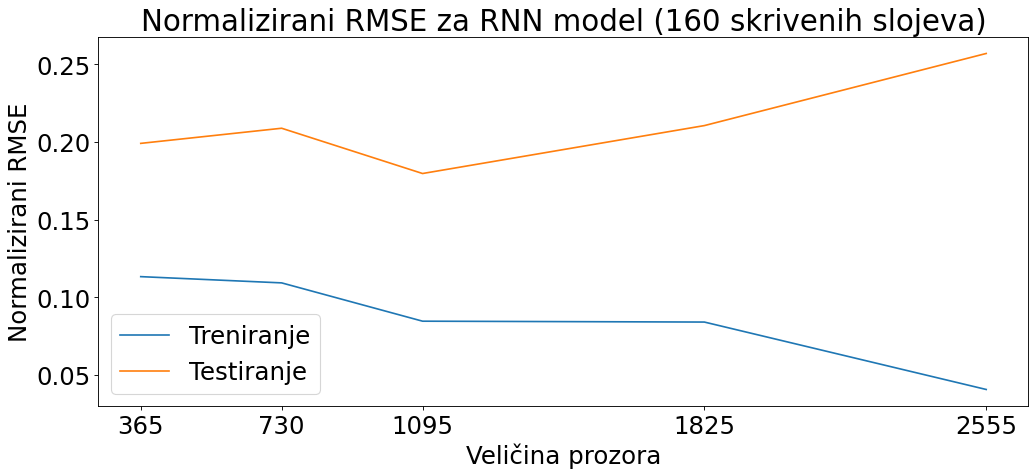 Normalizirani RMSE za RNN model (160 skrivenih slojeva)
Normalizirani RMSE
0.25
0.20
0.15
0.10
0.05
Treniranje
Testiranje
365 730 1095 1825 2555
Veličina prozora